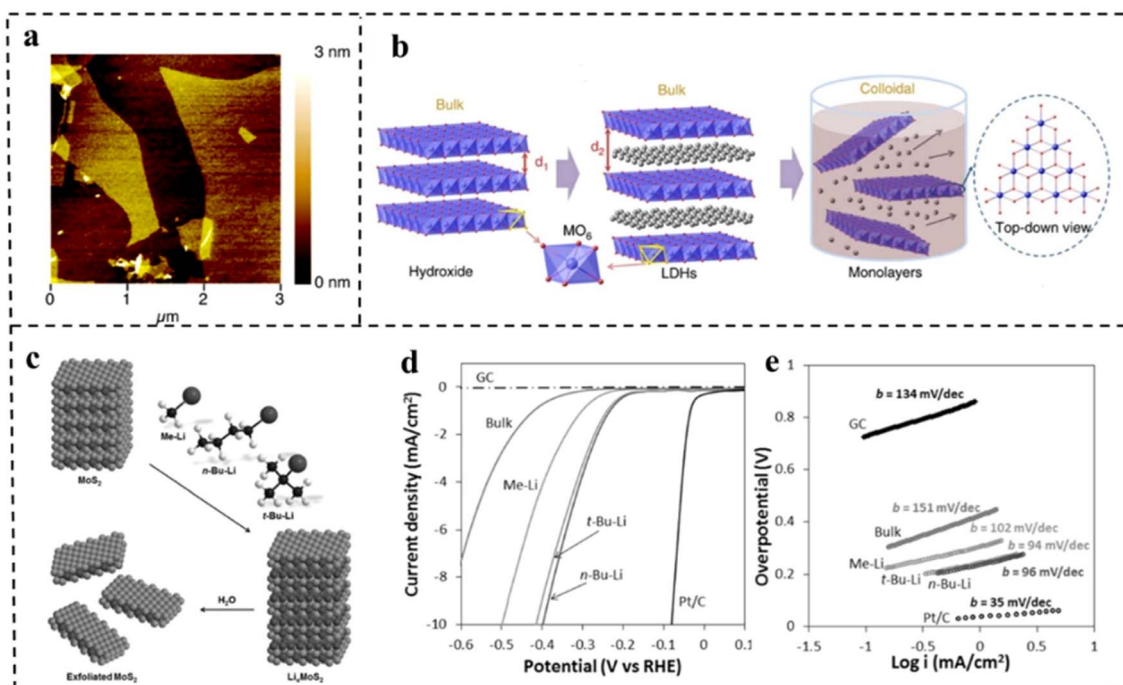 a
3 nm
0 nm
0 1 2 3
µm
b
Bulk
d1
Hydroxide
MO6
Bulk
d2
LDHs
Colloidal
Monolayers
Top-down view
c
MoS2
Me-Li
n-Bu-Li
t-Bu-Li
H2O
Exfoliated MoS2
LixMoS2
d
Current density (mA/cm²)
0
-2
-4
-6
-8
-10
GC
Bulk
Me-Li
t-Bu-Li
n-Bu-Li
Pt/C
-0.6 -0.5 -0.4 -0.3 -0.2 -0.1 0 0.1
Potential (V vs RHE)
e
Overpotential (V)
1
0.8
0.6
0.4
0.2
0
b = 134 mV/dec
GC
b = 151 mV/dec
Bulk
b = 102 mV/dec
Me-Li
b = 94 mV/dec
t-Bu-Li
n-Bu-Li
b = 96 mV/dec
b = 35 mV/dec
Pt/C
-1.5 -1 -0.5 0 0.5 1
Log i (mA/cm²)